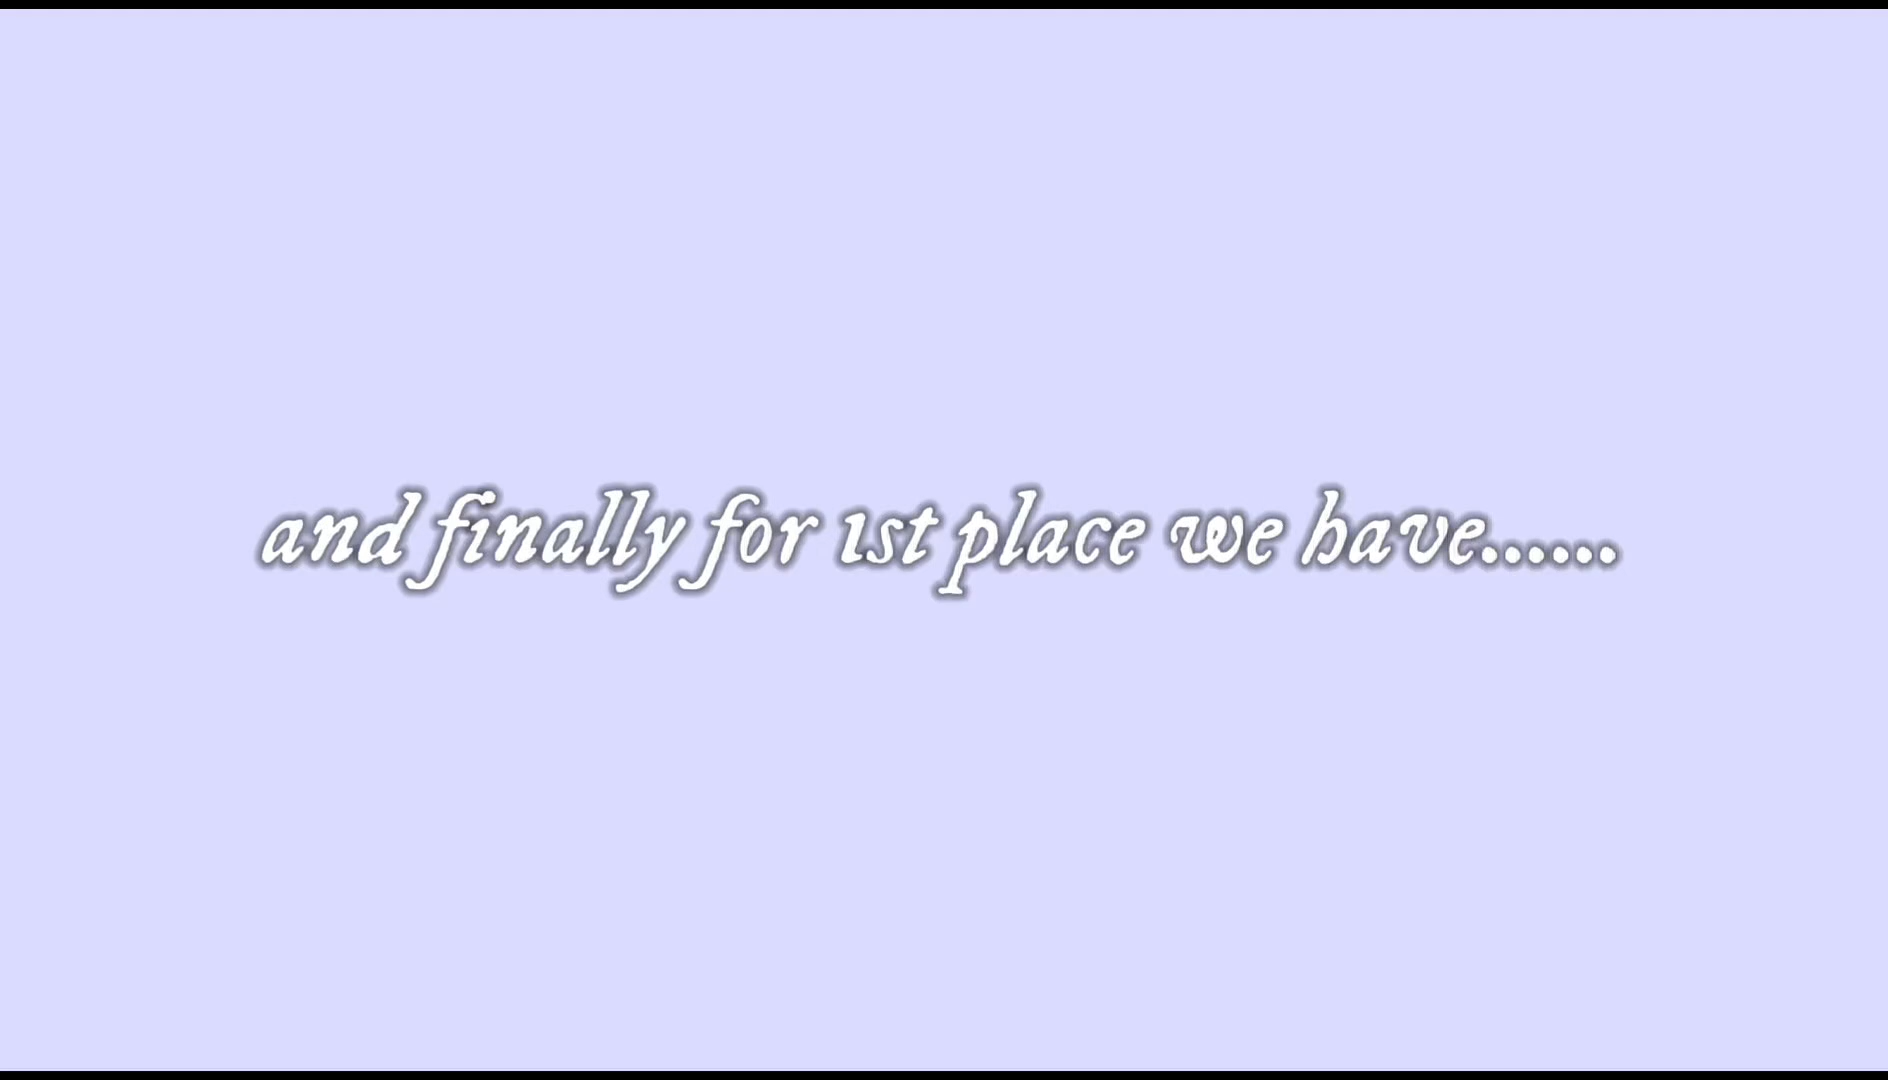 and finally for 1st place we have......